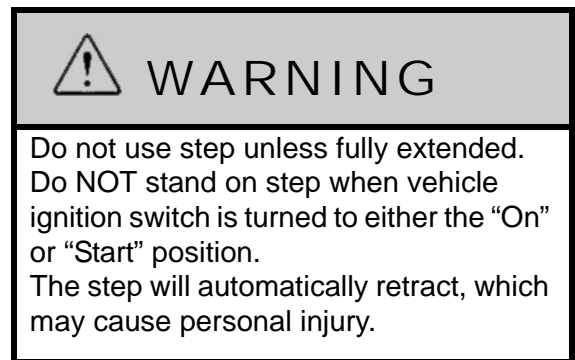 WARNING
Do not use step unless fully extended.
Do NOT stand on step when vehicle
ignition switch is turned to either the “On”
or “Start” position.
The step will automatically retract, which
may cause personal injury.